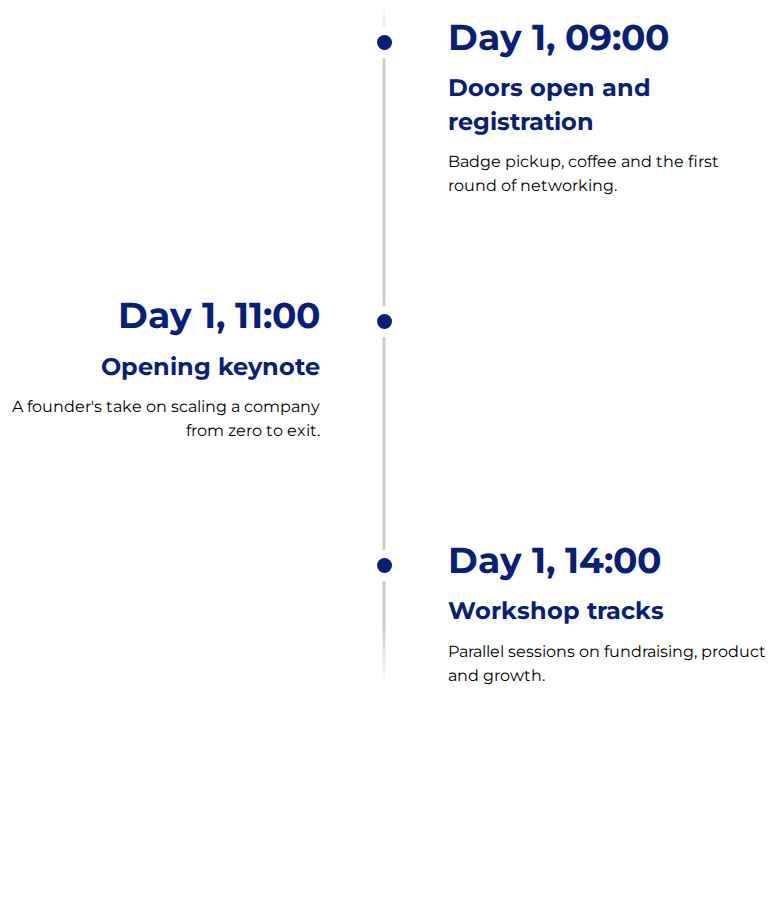 Day 1, 09:00
Doors open and
registration
Badge pickup, coffee and the first
round of networking.
Day 1, 11:00
Opening keynote
A founder's take on scaling a company
from zero to exit.
Day 1, 14:00
Workshop tracks
Parallel sessions on fundraising, product
and growth.